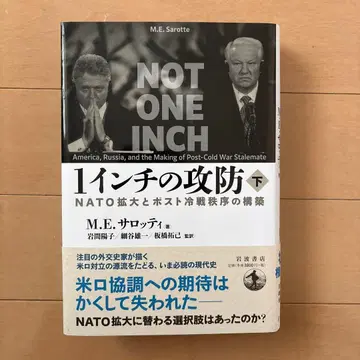 M.E. Sarotte
NOT
ONE
INCH
America, Russia, and the Making of Post-Cold War Stalemate
1インチの攻防 下
NATO拡大とポスト冷戦秩序の構築
M.E.サロッティ 著
岩間陽子/細谷雄一/板橋拓己 監訳
岩波書店
注目の外交史家が描く
米ロ対立の源流をたどる、いま必読の現代史
米ロ協調への期待は
かくして失われた――
NATO拡大に替わる選択肢はあったのか?